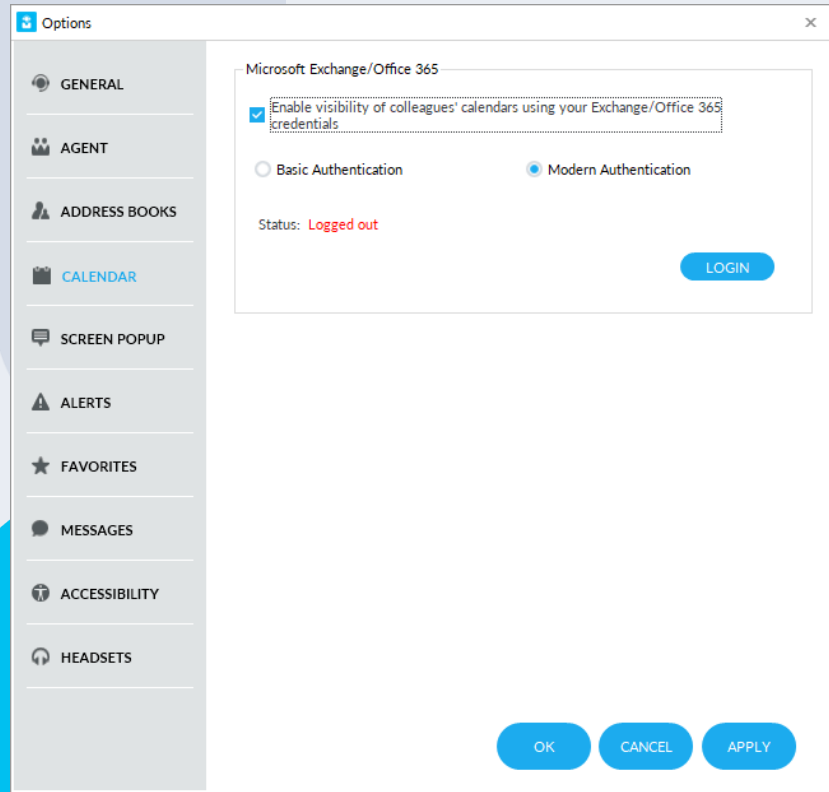 Options
GENERAL
AGENT
ADDRESS BOOKS
CALENDAR
SCREEN POPUP
ALERTS
FAVORITES
MESSAGES
ACCESSIBILITY
HEADSETS
Microsoft Exchange/Office 365
Enable visibility of colleagues' calendars using your Exchange/Office 365
credentials
Basic Authentication
Modern Authentication
Status: Logged out
LOGIN
OK
CANCEL
APPLY